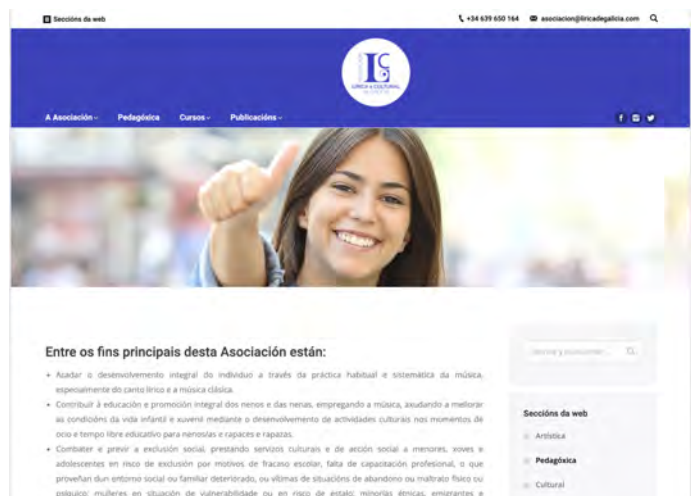 Seccións da web
+34 639 650 164
asociacion@liricadegalicia.com
LÍRICA e CULTURAL
A Asociación
Pedagóxica
Cursos
Publicacións
Entre os fins principais desta Asociación están:
Acadar o desenvolvemento integral do individuo a través da práctica habitual e sistemática da música,
especialmente do canto lírico e a música clásica.
Contribuír á educación e promoción integral dos nenos e das nenas, empregando a música, axudando a mellorar
as condicións da vida infantil e xuvenil mediante o desenvolvemento de actividades culturais nos momentos de
ocio e tempo libre educativo para nenos/as e rapaces e rapazas.
Combater e previr a exclusión social, prestando servizos culturais e de acción social a menores, xoves e
adolescentes en risco de exclusión por motivos de fracaso escolar, falta de capacitación profesional, o que
proveñan dun entorno social ou familiar deteriorado, ou vítimas de situacións de abandono ou maltrato físico ou
psíquico; mulleres en situación de vulnerabilidade ou en risco de estalo; minorías étnicas, emigrantes e
Seccións da web
Artística
Pedagóxica
Cultural